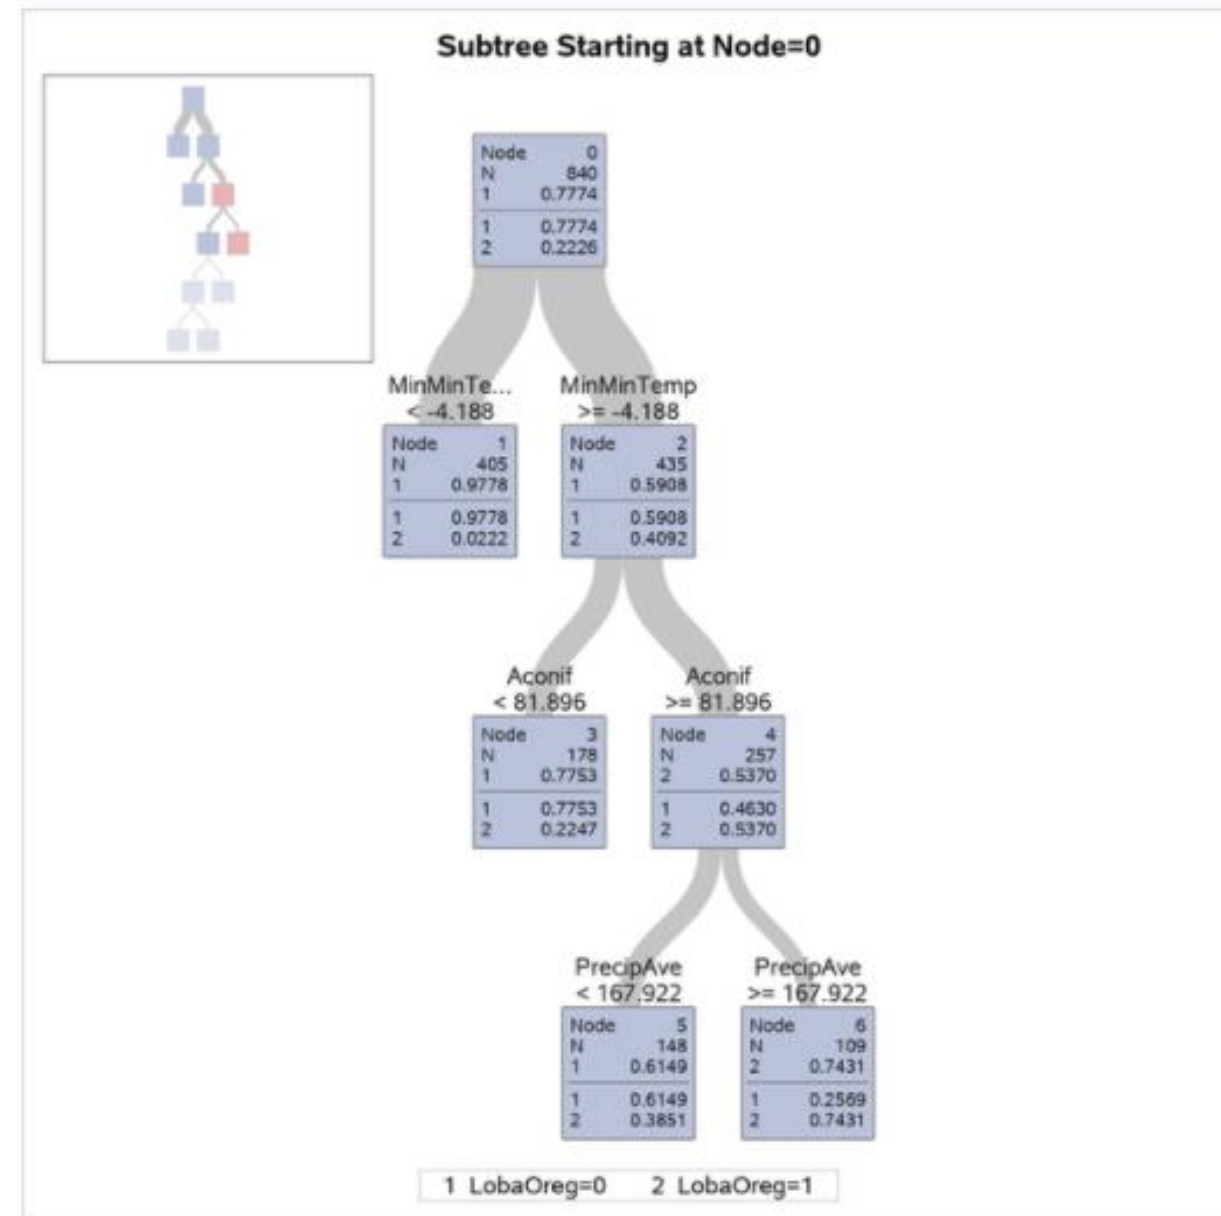 Subtree Starting at Node=0
Node 0
N 840
1 0.7774
1 0.7774
2 0.2226
MinMinTe...
< -4.188
Node 1
N 405
1 0.9778
1 0.9778
2 0.0222
MinMinTemp
>= -4.188
Node 2
N 435
1 0.5908
1 0.5908
2 0.4092
Aconif
< 81.896
Node 3
N 178
1 0.7753
1 0.7753
2 0.2247
Aconif
>= 81.896
Node 4
N 257
2 0.5370
1 0.4630
2 0.5370
PrecipAve
< 167.922
Node 5
N 148
1 0.6149
1 0.6149
2 0.3851
PrecipAve
>= 167.922
Node 6
N 109
2 0.7431
1 0.2569
2 0.7431
1 LobaOreg=0 2 LobaOreg=1